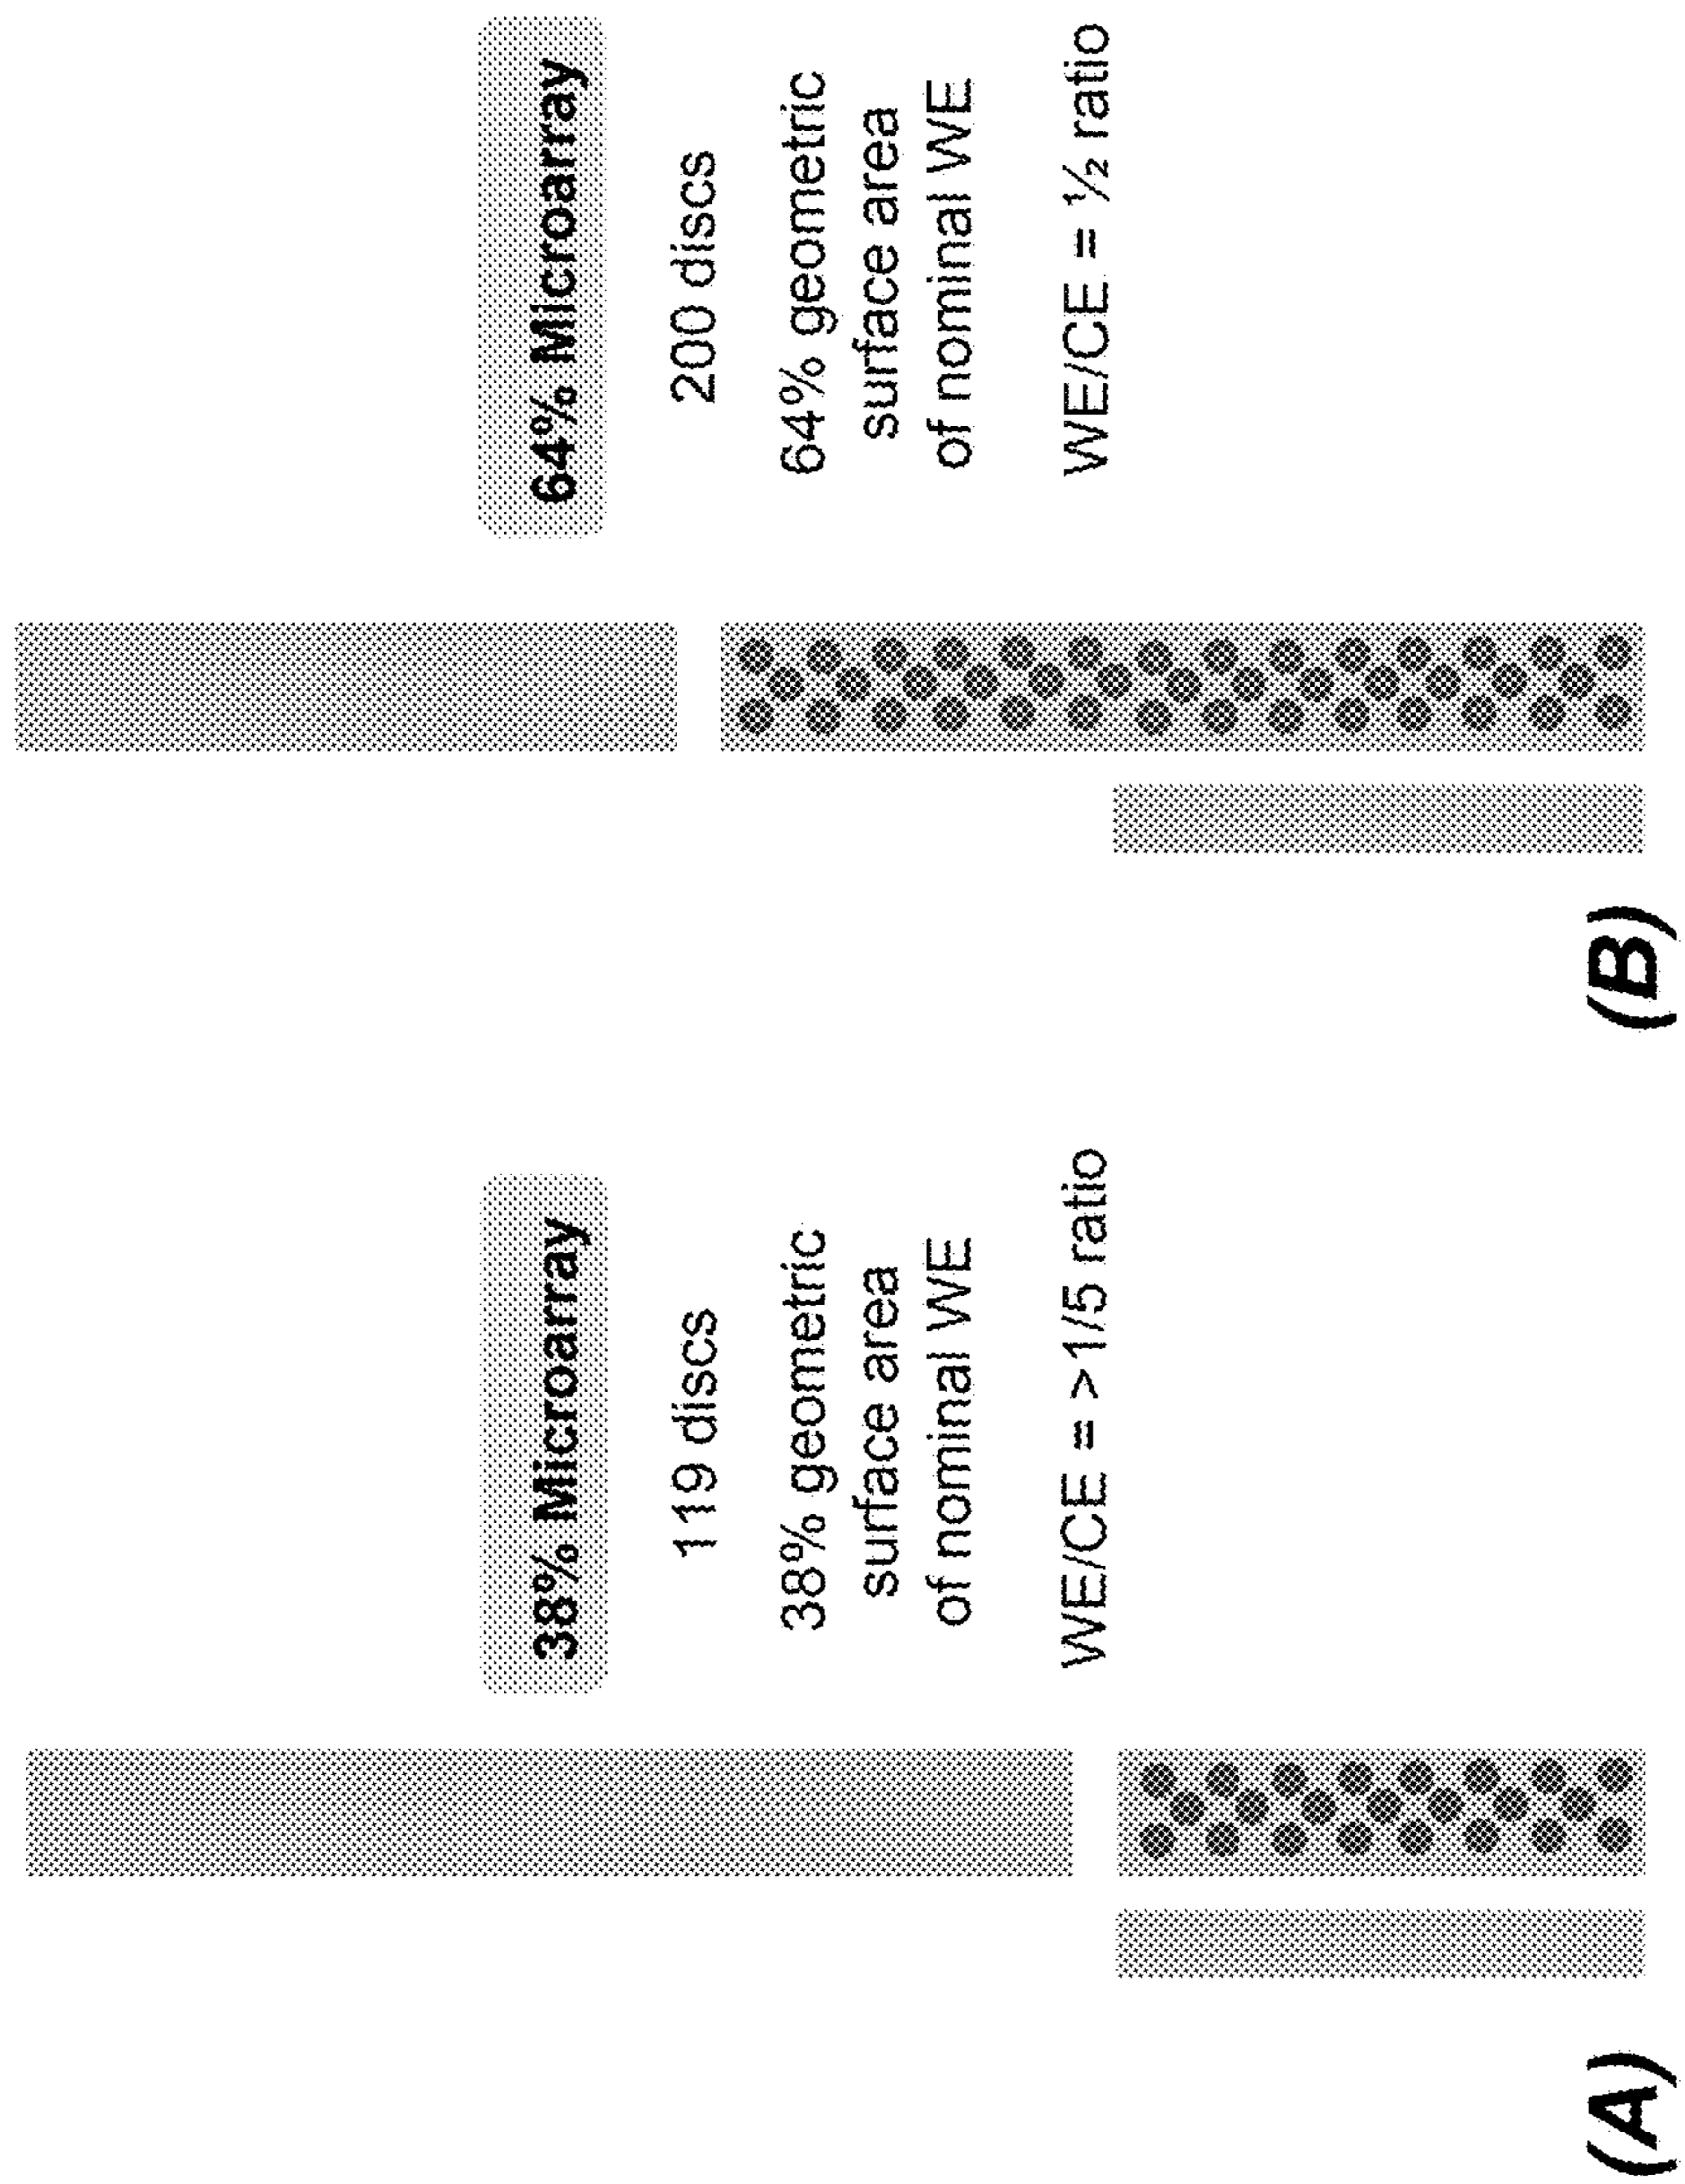 38% Microarray
119 discs
38% geometric
surface area
of nominal WE
WE/CE = >1/5 ratio
(A)
64% Microarray
200 discs
64% geometric
surface area
of nominal WE
WE/CE = ½ ratio
(B)